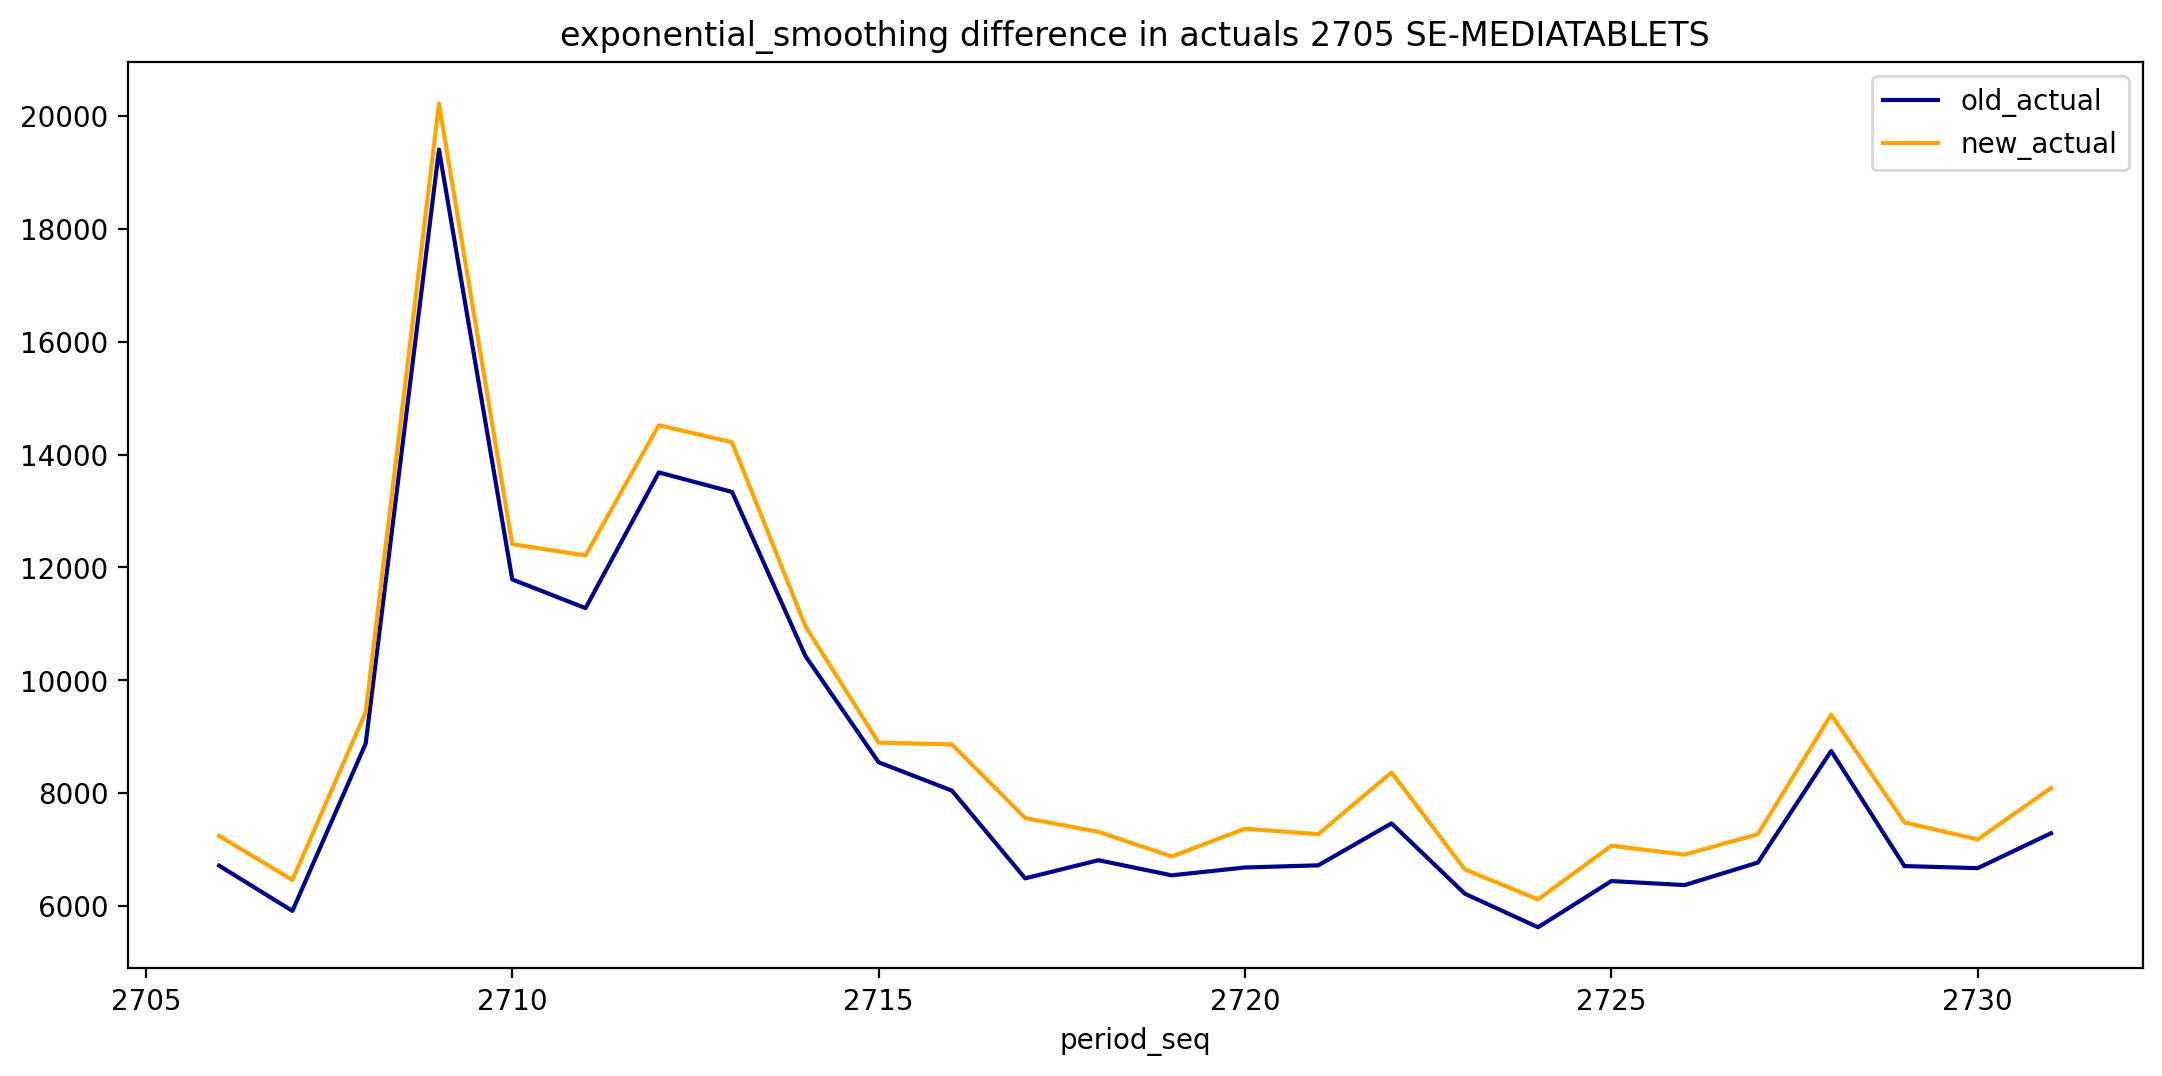 exponential_smoothing difference in actuals 2705 SE-MEDIATABLETS
old_actual
new_actual
20000
18000
16000
14000
12000
10000
8000
6000
2705 2710 2715 2720 2725 2730
period_seq